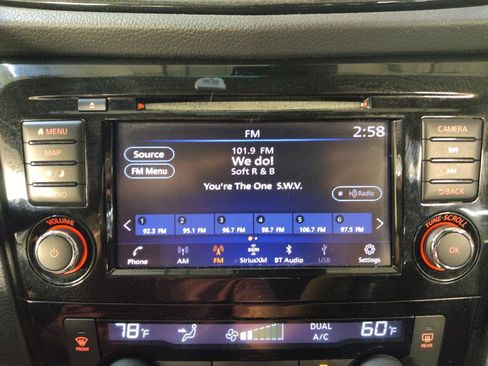 FM
2:58
MENU
MAP
AUDIO
VOLUME
CAMERA
BACK
TUNE·SCROLL
OK
Source
FM Menu
101.9 FM
We do!
Soft R & B
You're The One S.W.V.
HD Radio
1 2 3 4 5 6
92.3 FM 95.1 FM 96.7 FM 98.7 FM 106.7 FM 97.5 FM
Phone AM FM SiriusXM BT Audio USB Settings
78°F
DUAL
A/C
60°F
FRONT
REAR